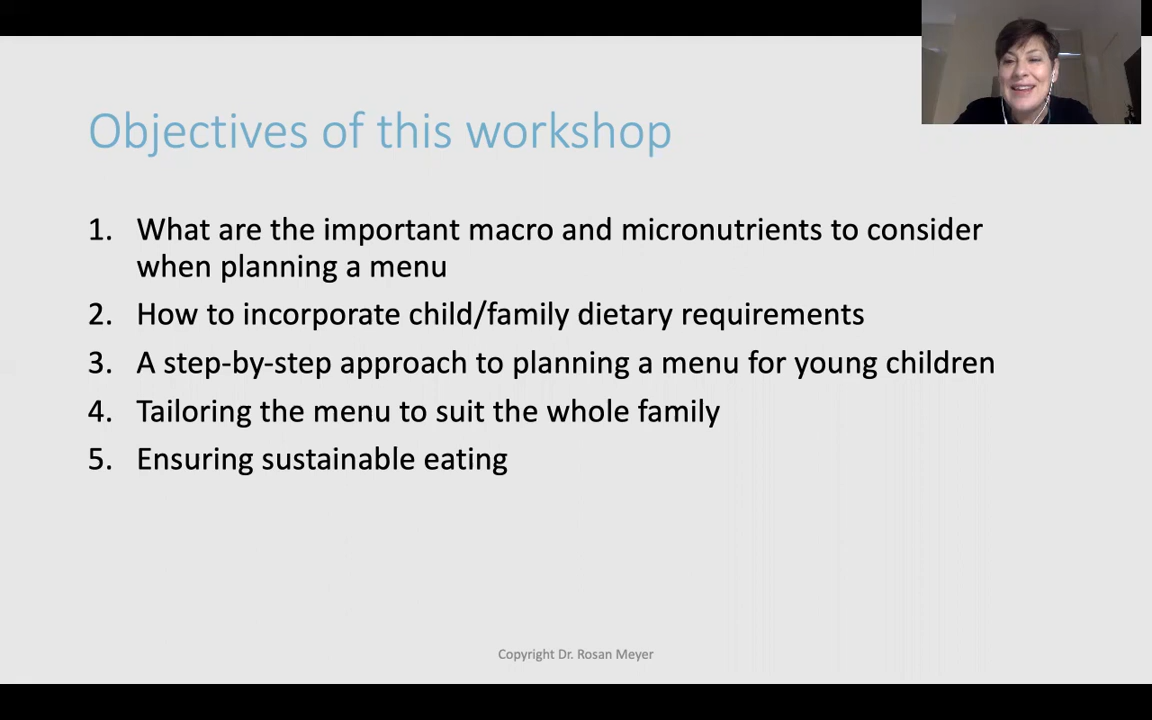 Objectives of this workshop
1. What are the important macro and micronutrients to consider
when planning a menu
2. How to incorporate child/family dietary requirements
3. A step-by-step approach to planning a menu for young children
4. Tailoring the menu to suit the whole family
5. Ensuring sustainable eating
Copyright Dr. Rosan Meyer